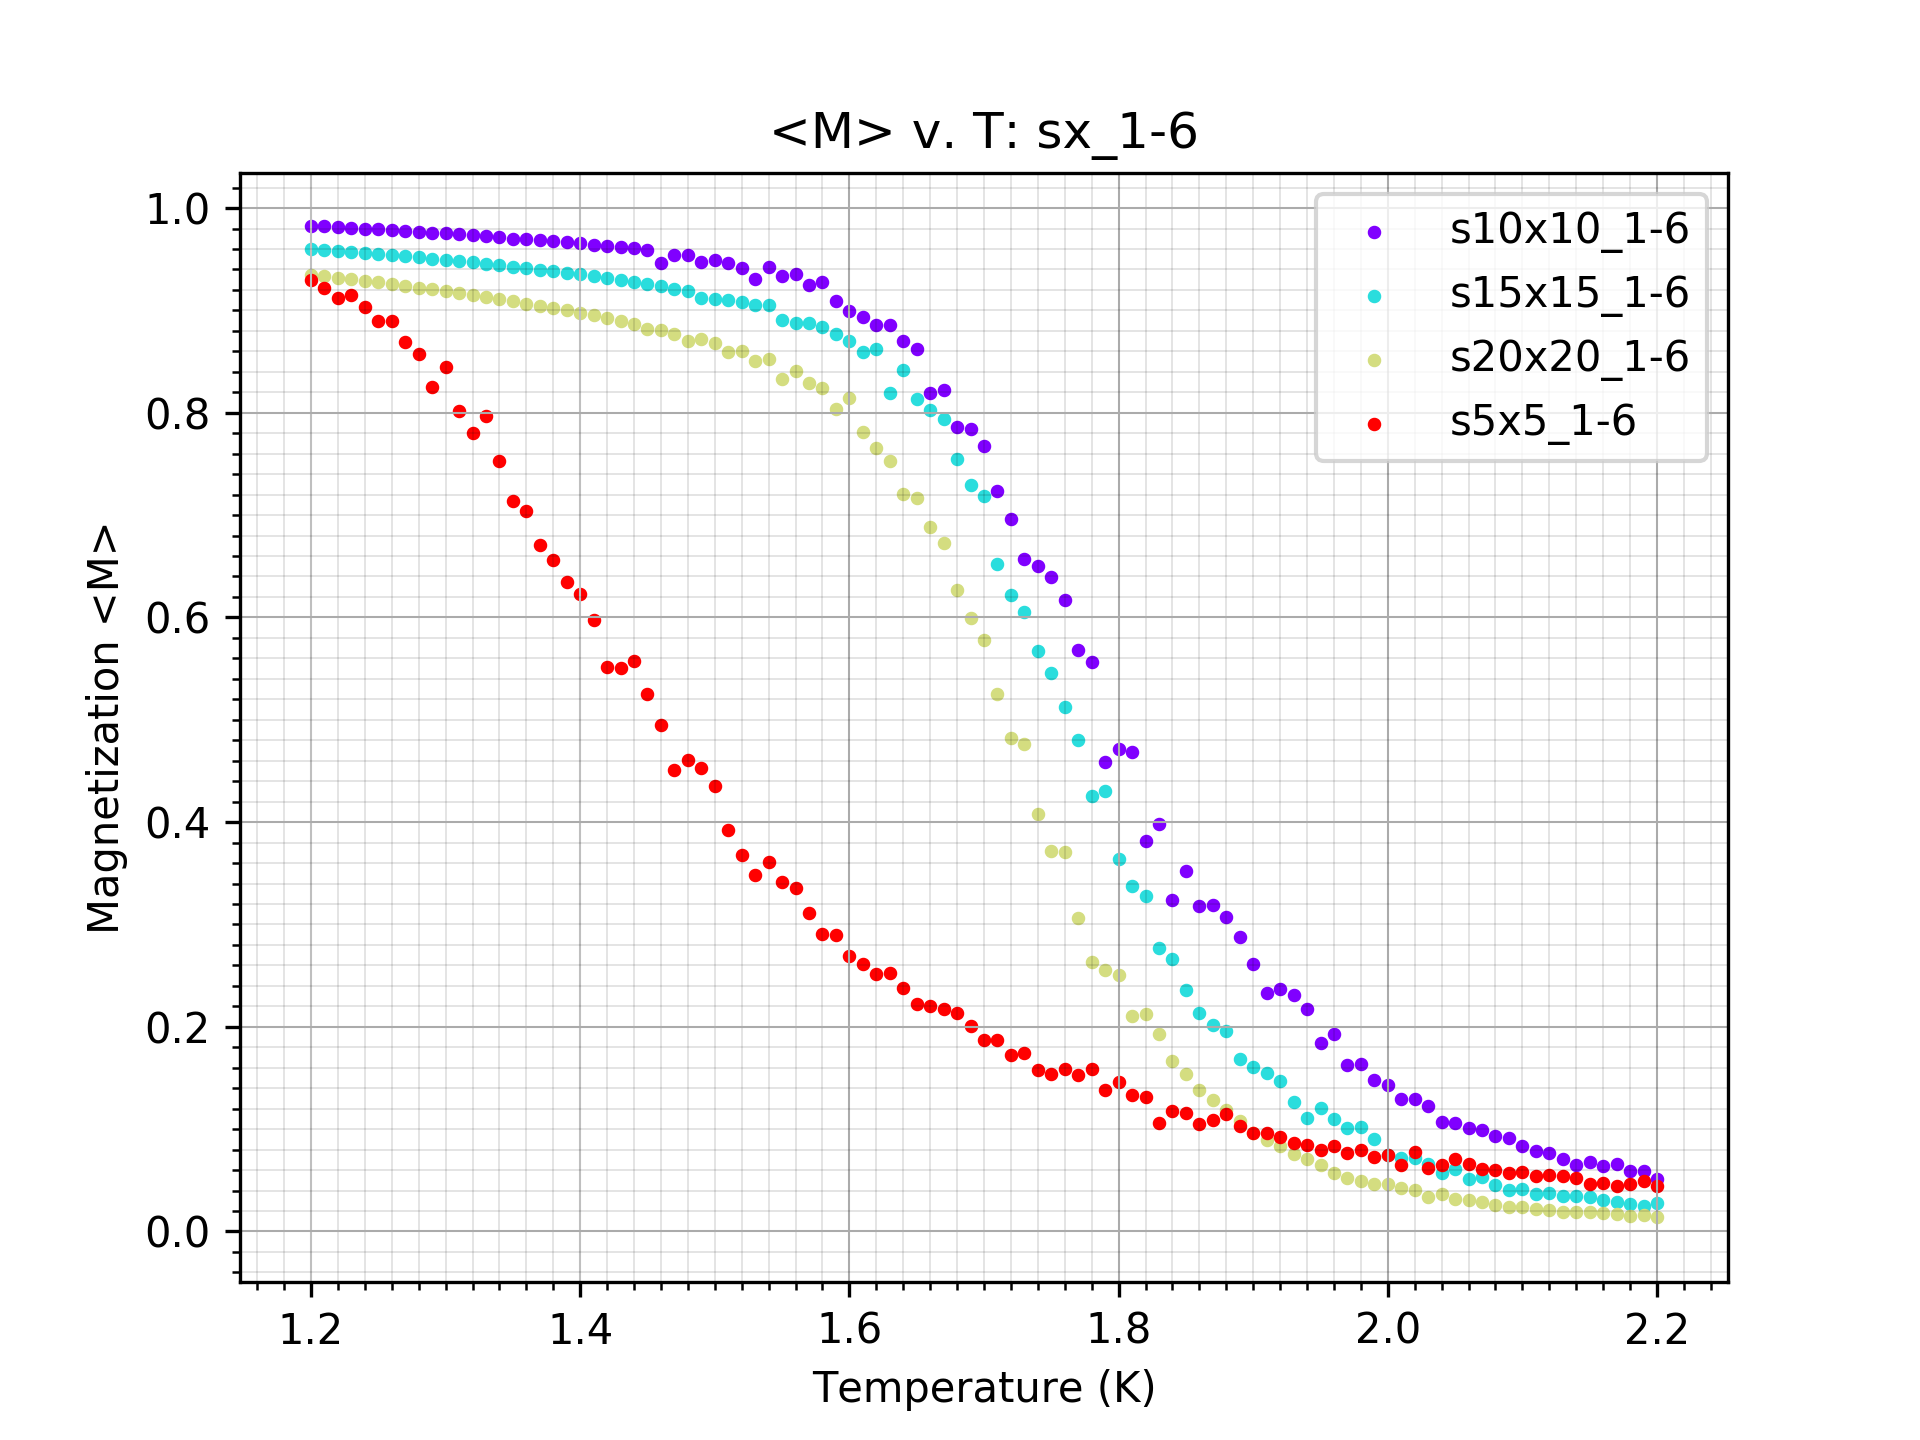 <M> v. T: sx_1-6
s10x10_1-6
s15x15_1-6
s20x20_1-6
s5x5_1-6
Magnetization <M>
1.0
0.8
0.6
0.4
0.2
0.0
1.2 1.4 1.6 1.8 2.0 2.2
Temperature (K)